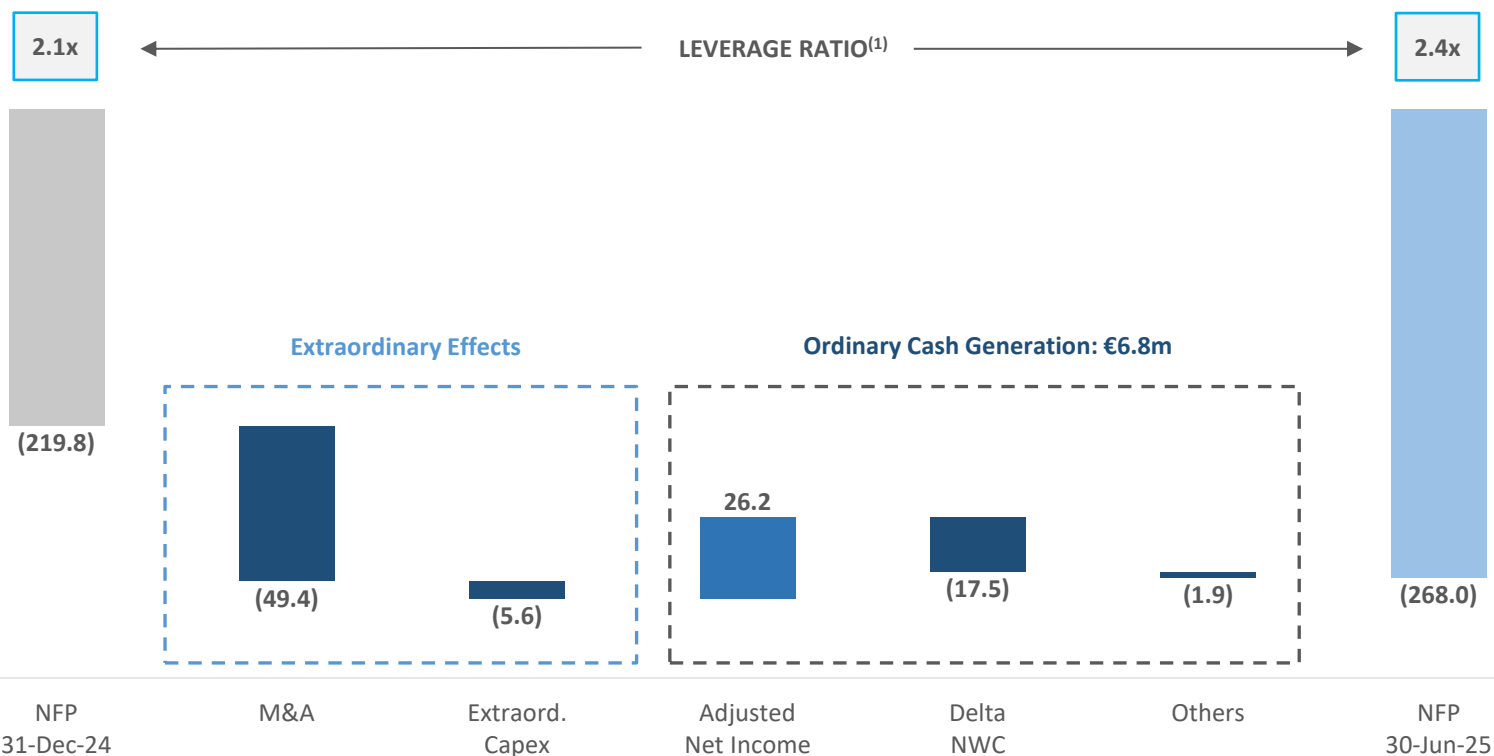 2.1x
LEVERAGE RATIO(1)
2.4x
Extraordinary Effects
Ordinary Cash Generation: €6.8m
(219.8)
(49.4)
(5.6)
26.2
(17.5)
(1.9)
(268.0)
NFP
31-Dec-24
M&A
Extraord.
Capex
Adjusted
Net Income
Delta
NWC
Others
NFP
30-Jun-25